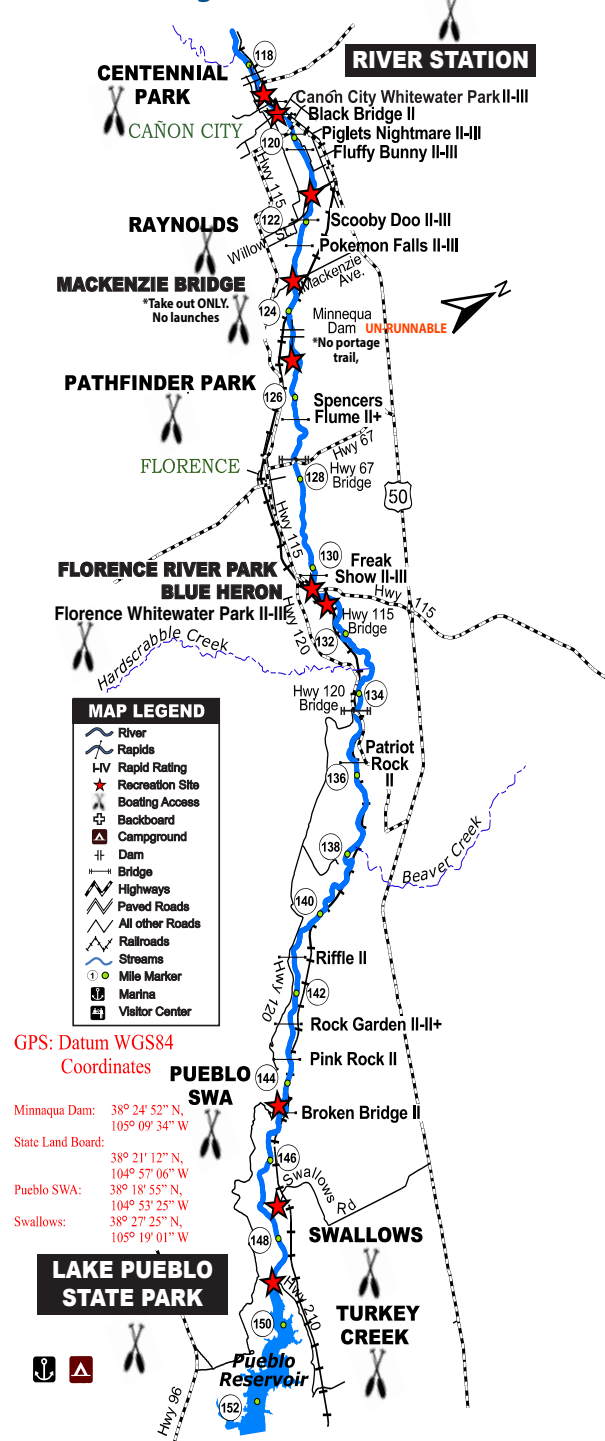 RIVER STATION
118
CENTENNIAL
PARK
Canon City Whitewater Park II-III
Black Bridge II
CAÑON CITY
Piglets Nightmare II-III
120
Fluffy Bunny II-III
Hwy 115
RAYNOLDS
122
Scooby Doo II-III
Willow St.
Pokemon Falls II-III
MACKENZIE BRIDGE
Mackenzie
Ave.
*Take out ONLY.
No launches
N
124
Minnequa
Dam
UN-RUNNABLE
*No portage
trail,
PATHFINDER PARK
126
Spencers
Flume II+
Hwy 67
FLORENCE
128
Hwy 67
Bridge
50
Hwy 115
130
Freak
Show II-III
FLORENCE RIVER PARK
BLUE HERON
Hwy 115
Florence Whitewater Park II-III
Hwy 115
Bridge
Hwy 120
132
Hardscrabble Creek
Hwy 120
Bridge
134
MAP LEGEND
River
Rapids
I-IV Rapid Rating
Recreation Site
Boating Access
Backboard
Campground
Dam
Bridge
Highways
Paved Roads
All other Roads
Railroads
Streams
1 Mile Marker
Marina
Visitor Center
Patriot
Rock
II
136
138
Beaver Creek
140
Riffle II
Hwy 120
142
Rock Garden II-II+
Pink Rock II
GPS: Datum WGS84
Coordinates
144
PUEBLO
SWA
Broken Bridge II
Minnaqua Dam: 38° 24' 52" N,
105° 09' 34" W
State Land Board:
38° 21' 12" N,
104° 57' 06" W
Pueblo SWA: 38° 18' 55" N,
104° 53' 25" W
Swallows: 38° 27' 25" N,
105° 19' 01" W
146
Swallows
Rd
148
SWALLOWS
LAKE PUEBLO
STATE PARK
Hwy 210
TURKEY
CREEK
150
Pueblo
Reservoir
152
Hwy 96